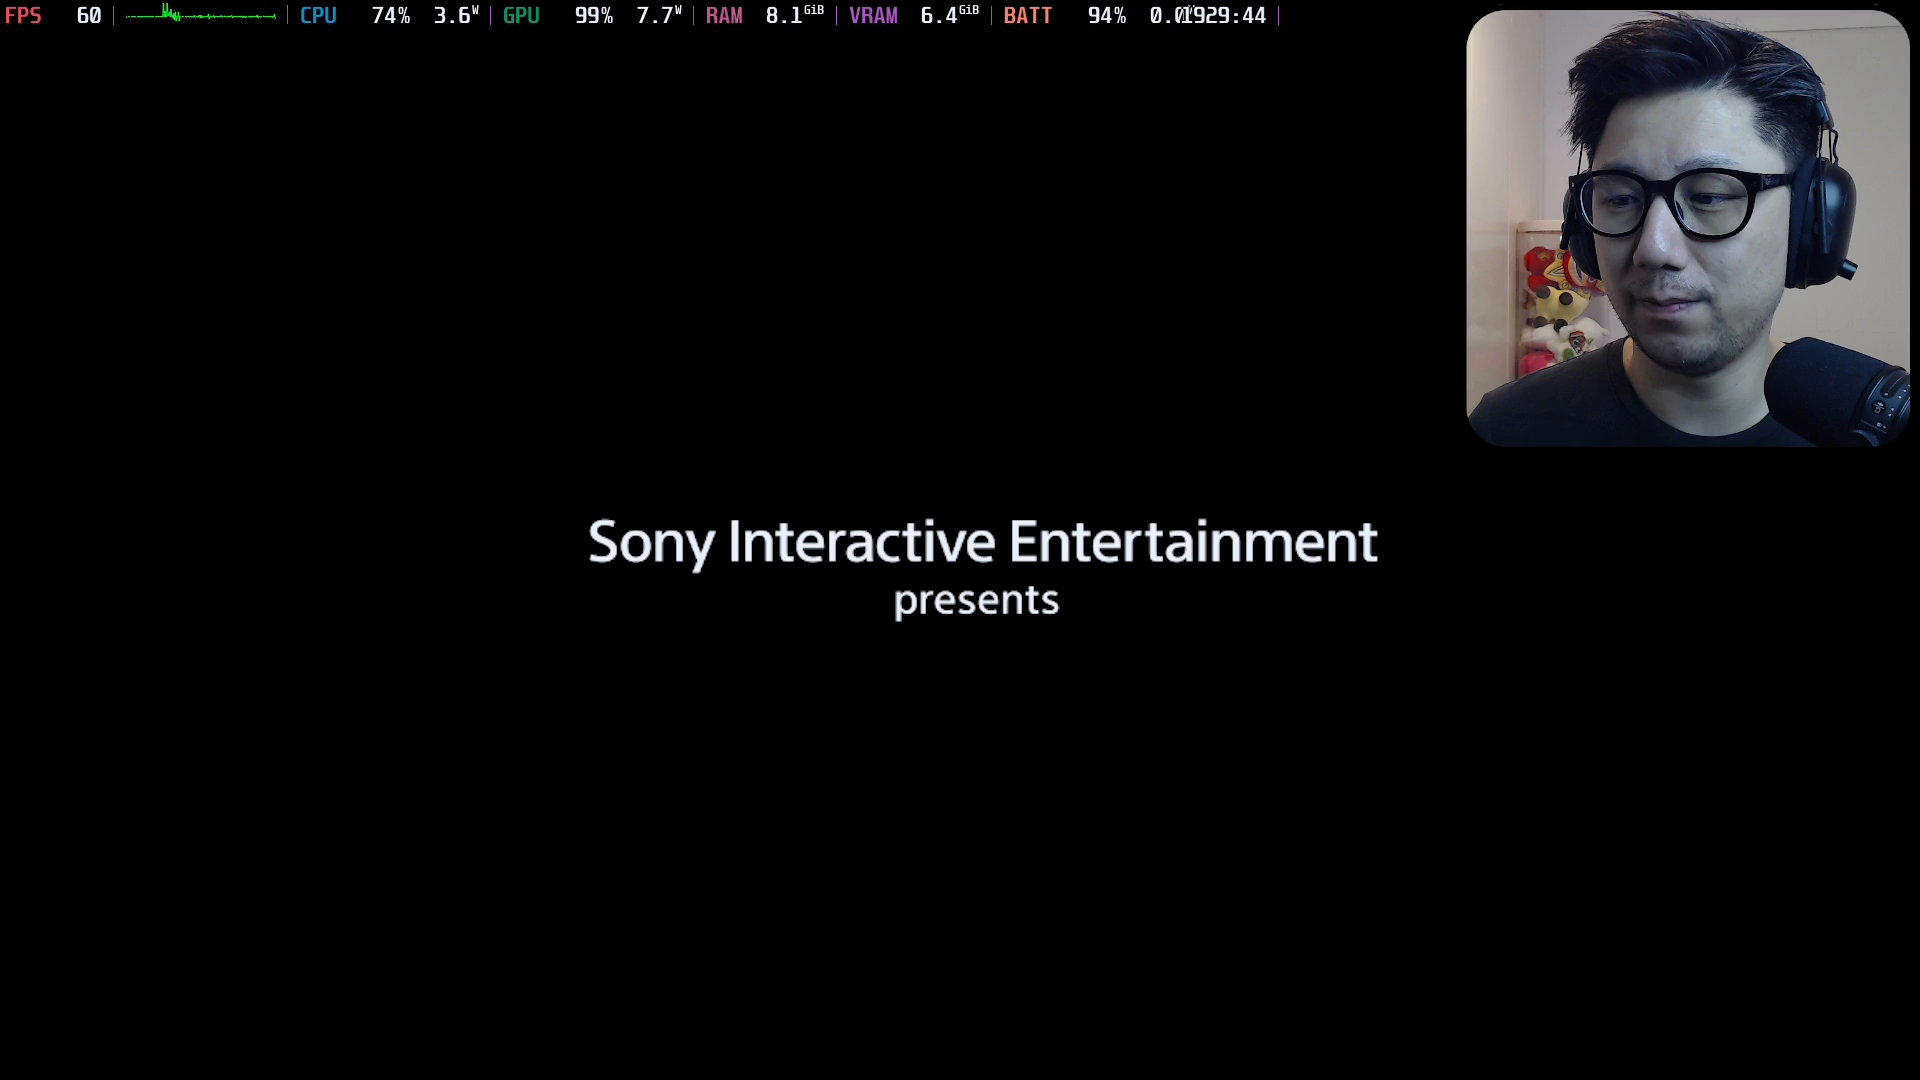 FPS 60 CPU 74% 3.6W GPU 99% 7.7W RAM 8.1GiB VRAM 6.4GiB BATT 94%
Sony Interactive Entertainment
presents